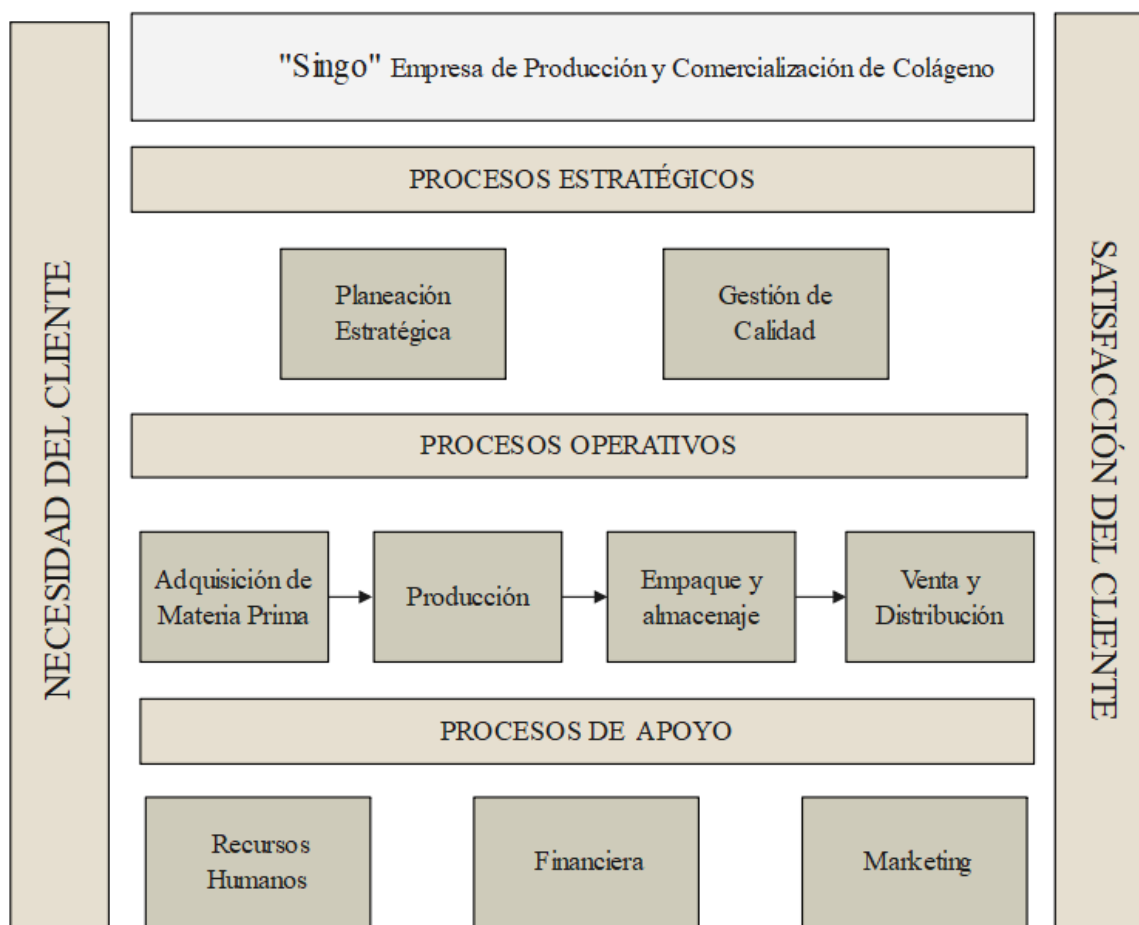 "Singo" Empresa de Producción y Comercialización de Colágeno
NECESIDAD DEL CLIENTE
PROCESOS ESTRATÉGICOS
Planeación
Estratégica
Gestión de
Calidad
PROCESOS OPERATIVOS
Adquisición de
Materia Prima
Producción
Empaque y
almacenaje
Venta y
Distribución
PROCESOS DE APOYO
Recursos
Humanos
Financiera
Marketing
SATISFACCIÓN DEL CLIENTE